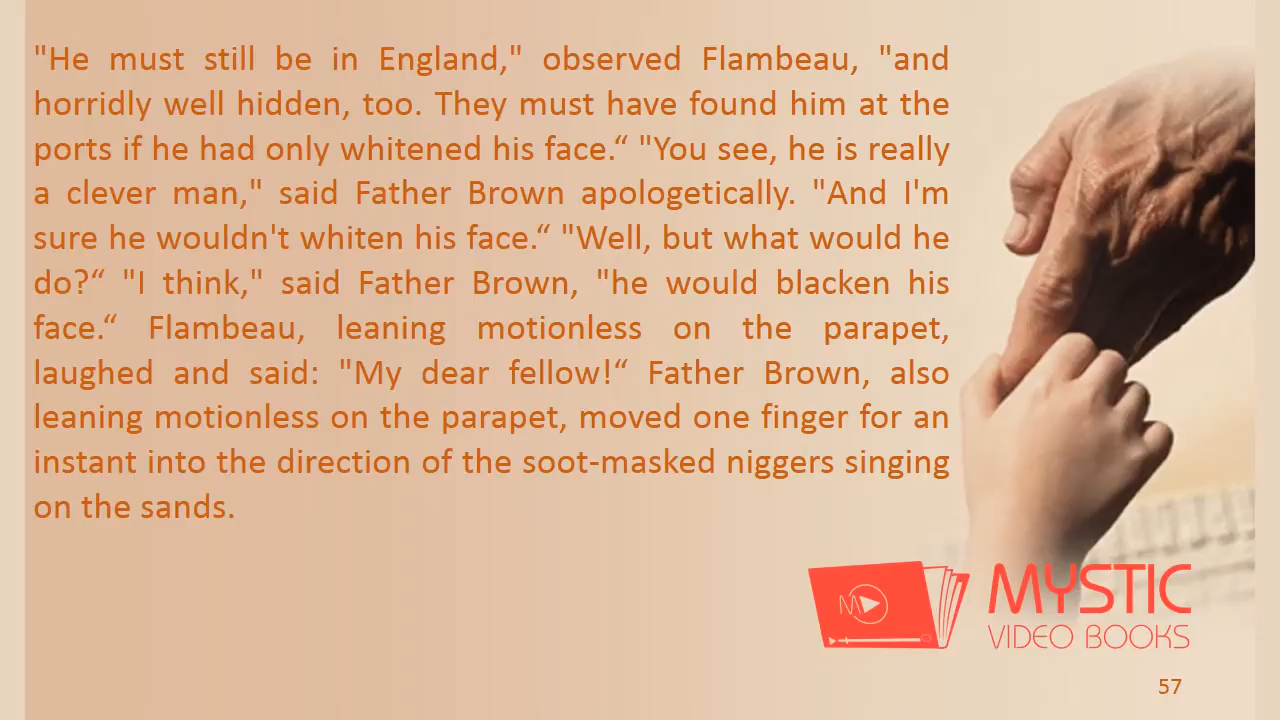 "He must still be in England," observed Flambeau, "and
horridly well hidden, too. They must have found him at the
ports if he had only whitened his face.“ "You see, he is really
a clever man," said Father Brown apologetically. "And I'm
sure he wouldn't whiten his face.“ "Well, but what would he
do?“ "I think," said Father Brown, "he would blacken his
face.“ Flambeau, leaning motionless on the parapet,
laughed and said: "My dear fellow!“ Father Brown, also
leaning motionless on the parapet, moved one finger for an
instant into the direction of the soot-masked niggers singing
on the sands.
M
MYSTIC
VIDEO BOOKS
57